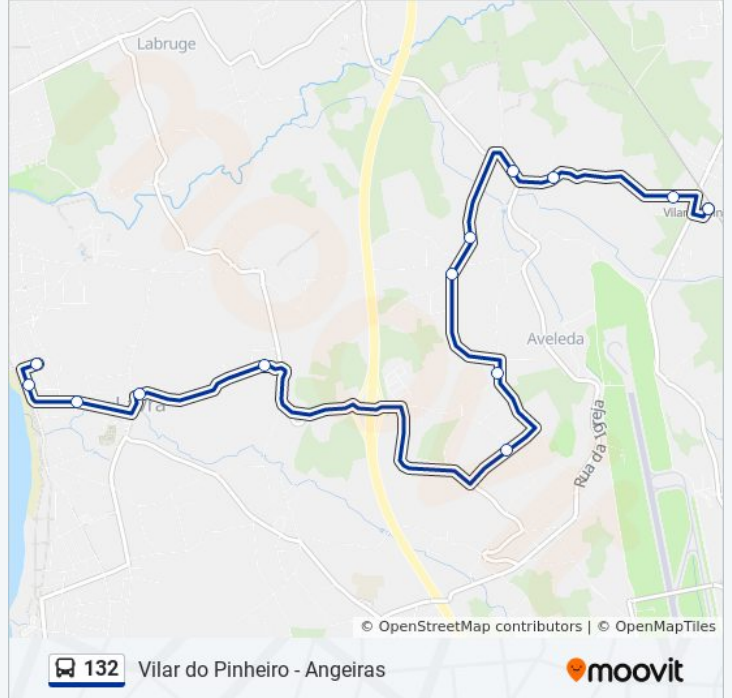 Labruge
Aveleda
Rua da Igreja
© OpenStreetMap contributors | © OpenMapTiles
132 Vilar do Pinheiro - Angeiras
moovit